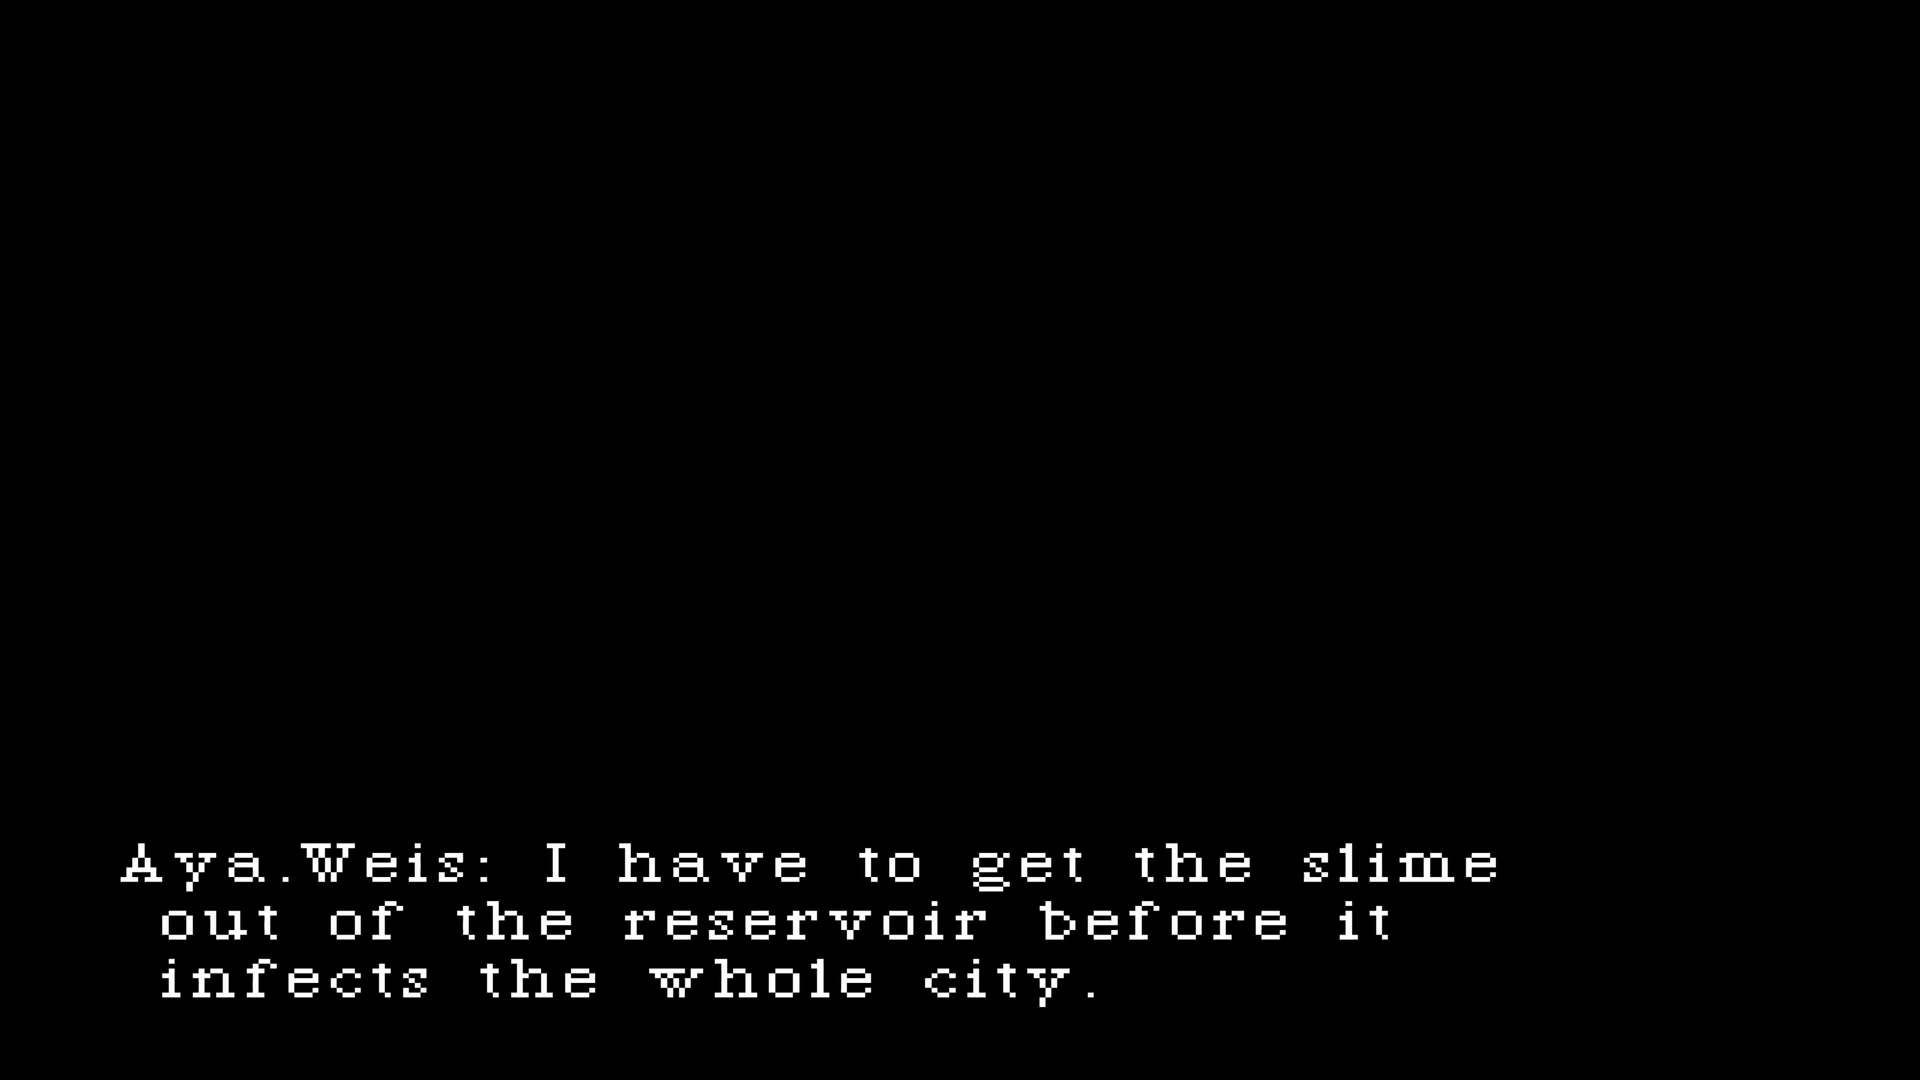 Aya.Weis: I have to get the slime
out of the reservoir before it
infects the whole city.